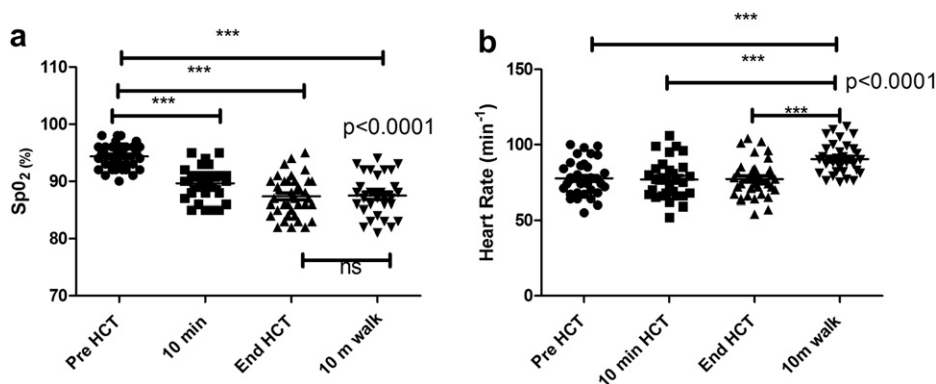 a
***
***
***
p<0.0001
ns
110
100
90
80
70
Sp0₂ (%)
Pre HCT
10 min
End HCT
10 m walk
b
***
***
***
p<0.0001
150
100
50
0
Heart Rate (min⁻¹)
Pre HCT
10 min HCT
End HCT
10m walk